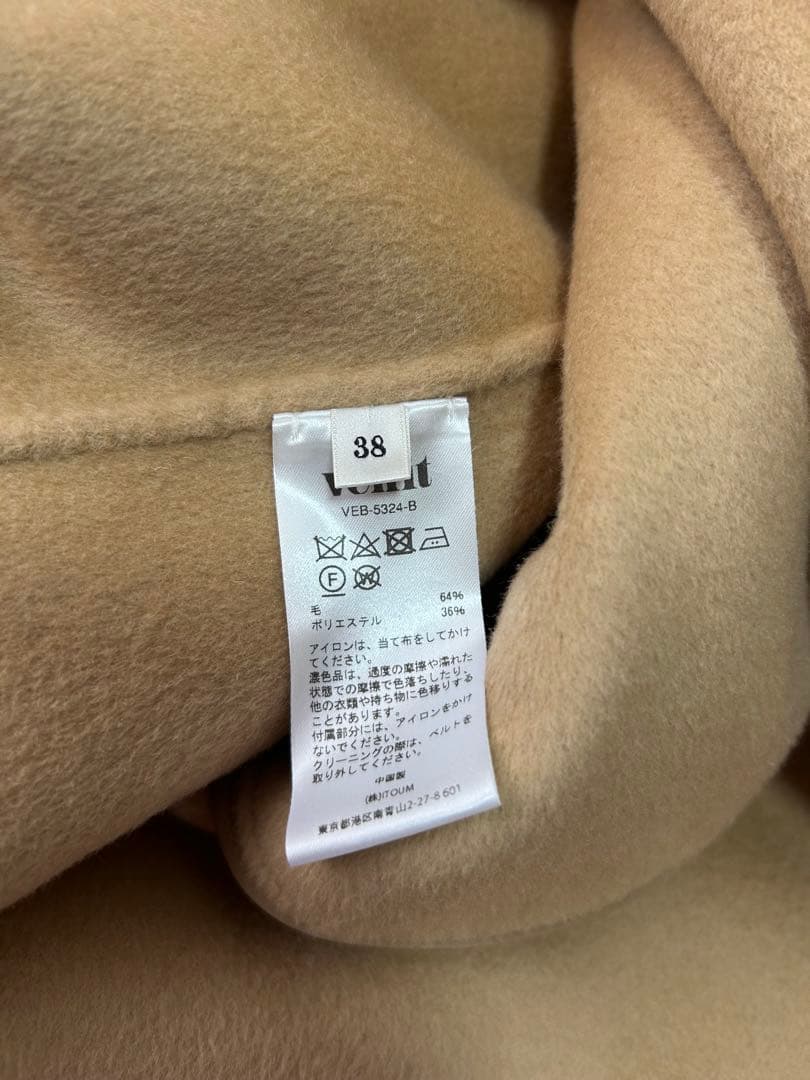 38
VEB-5324-B
F
W
毛 64%
ポリエステル 36%
アイロンは、当て布をしてかけ
てください。
濃色品は、過度の摩擦や濡れた
状態での摩擦で色落ちしたり、
他の衣類や持ち物に色移りする
ことがあります。
付属部分には、アイロンをかけ
ないでください。
クリーニングの際は、ベルトを
取り外してください。
中国製
(株)ITOUM
東京都港区南青山2-27-8 601